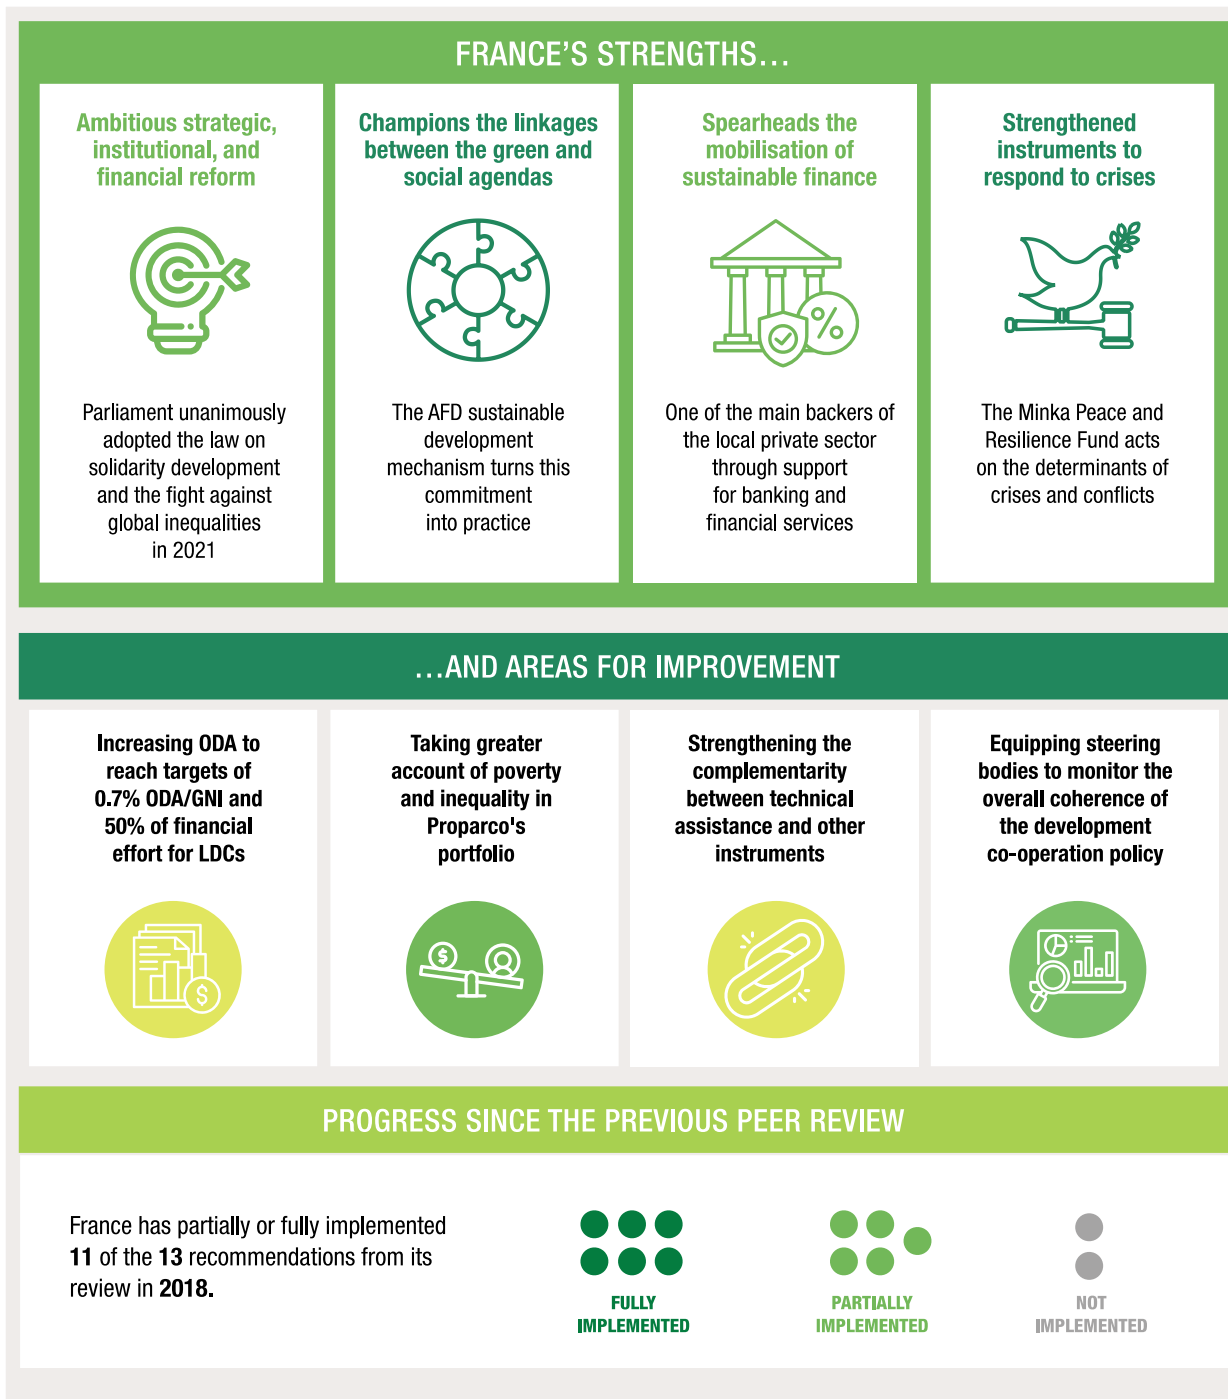 FRANCE'S STRENGTHS...
Ambitious strategic,
institutional, and
financial reform
Parliament unanimously
adopted the law on
solidarity development
and the fight against
global inequalities
in 2021
Champions the linkages
between the green and
social agendas
The AFD sustainable
development
mechanism turns this
commitment
into practice
Spearheads the
mobilisation of
sustainable finance
%
One of the main backers of
the local private sector
through support
for banking and
financial services
Strengthened
instruments to
respond to crises
The Minka Peace and
Resilience Fund acts
on the determinants of
crises and conflicts
...AND AREAS FOR IMPROVEMENT
Increasing ODA to
reach targets of
0.7% ODA/GNI and
50% of financial
effort for LDCs
$
Taking greater
account of poverty
and inequality in
Proparco's
portfolio
$
Strengthening the
complementarity
between technical
assistance and other
instruments
Equipping steering
bodies to monitor the
overall coherence of
the development
co-operation policy
PROGRESS SINCE THE PREVIOUS PEER REVIEW
France has partially or fully implemented
11 of the 13 recommendations from its
review in 2018.
FULLY
IMPLEMENTED
PARTIALLY
IMPLEMENTED
NOT
IMPLEMENTED